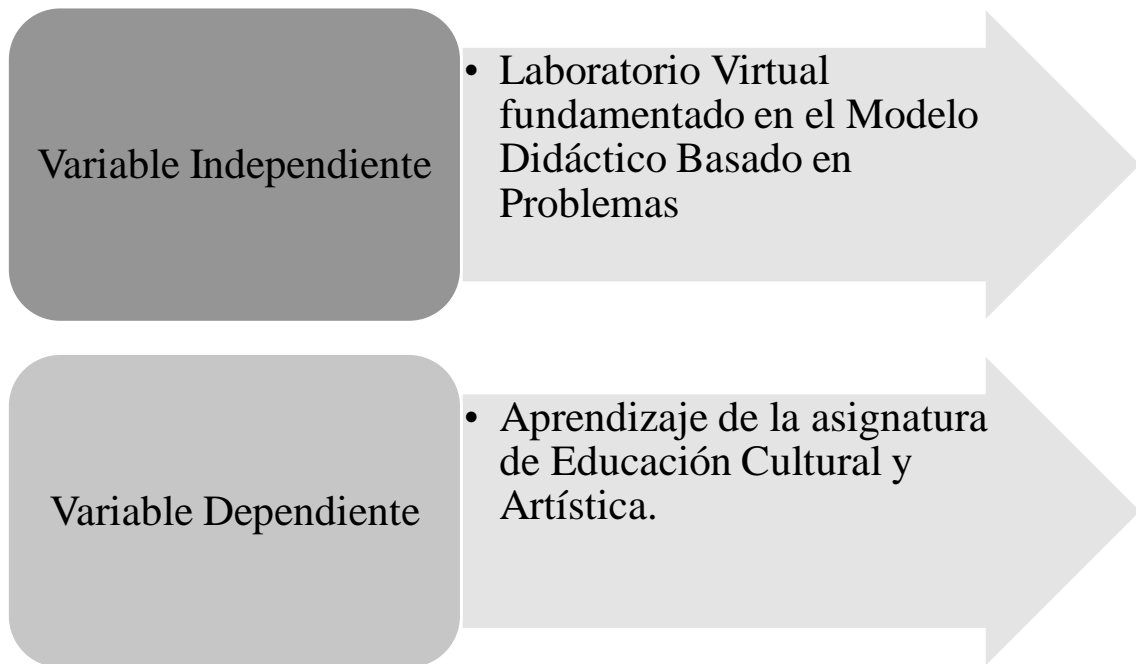 Variable Independiente
• Laboratorio Virtual
fundamentado en el Modelo
Didáctico Basado en
Problemas
Variable Dependiente
• Aprendizaje de la asignatura
de Educación Cultural y
Artística.